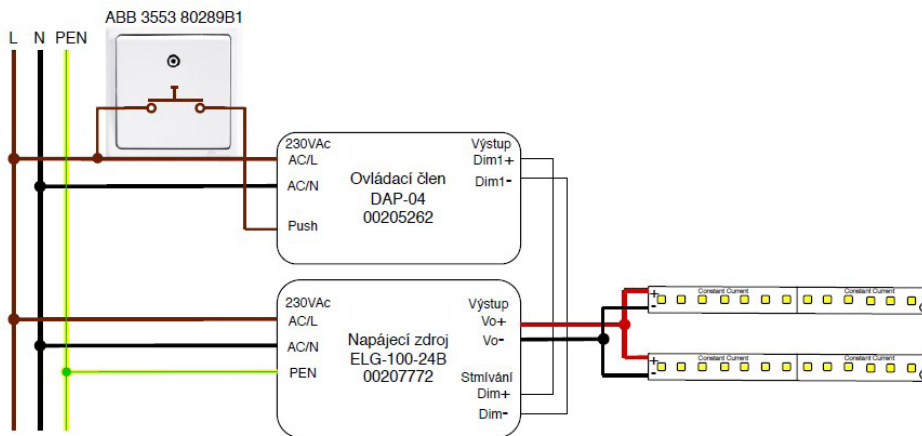 ABB 3553 80289B1
L N PEN
230VAc
AC/L
AC/N
Push
Ovládací člen
DAP-04
00205262
Výstup
Dim1+
Dim1-
230VAc
AC/L
AC/N
PEN
Napájecí zdroj
ELG-100-24B
00207772
Výstup
Vo+
Vo-
Stmívání
Dim+
Dim-
+
-
Constant Current Constant Current
+
-
Constant Current Constant Current